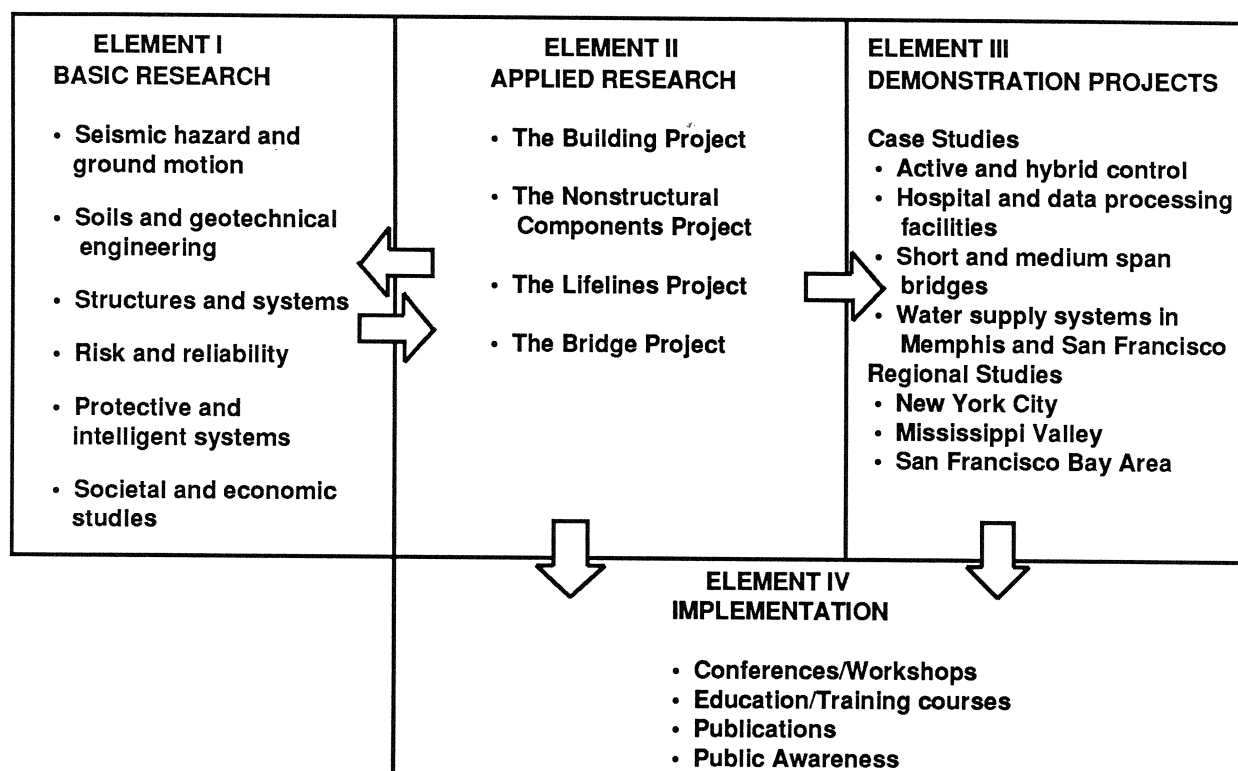 ELEMENT I
BASIC RESEARCH
• Seismic hazard and
ground motion
• Soils and geotechnical
engineering
• Structures and systems
• Risk and reliability
• Protective and
intelligent systems
• Societal and economic
studies
ELEMENT II
APPLIED RESEARCH
• The Building Project
• The Nonstructural
Components Project
• The Lifelines Project
• The Bridge Project
ELEMENT III
DEMONSTRATION PROJECTS
Case Studies
• Active and hybrid control
• Hospital and data processing
facilities
• Short and medium span
bridges
• Water supply systems in
Memphis and San Francisco
Regional Studies
• New York City
• Mississippi Valley
• San Francisco Bay Area
ELEMENT IV
IMPLEMENTATION
• Conferences/Workshops
• Education/Training courses
• Publications
• Public Awareness